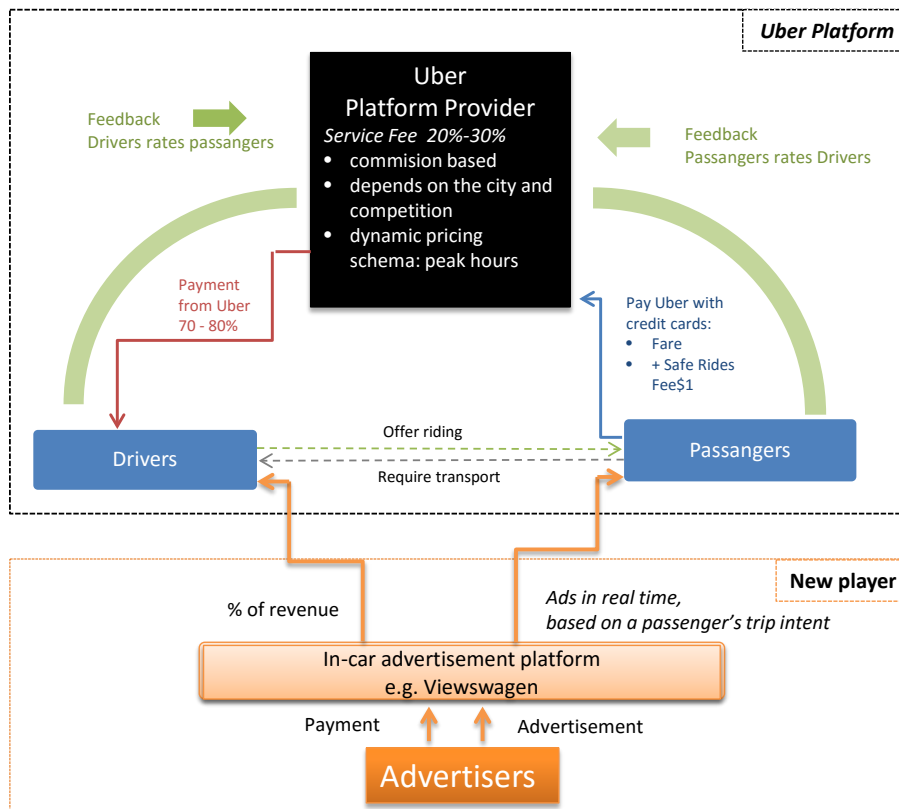 Uber Platform
Uber
Platform Provider
Service Fee  20%-30%
• commision based
• depends on the city and
competition
• dynamic pricing
schema: peak hours
Feedback
Drivers rates passangers
Feedback
Passangers rates Drivers
Payment
from Uber
70 - 80%
Pay Uber with
credit cards:
• Fare
• + Safe Rides
Fee$1
Drivers
Offer riding
Require transport
Passangers
New player
% of revenue
Ads in real time,
based on a passenger's trip intent
In-car advertisement platform
e.g. Viewswagen
Payment
Advertisement
Advertisers